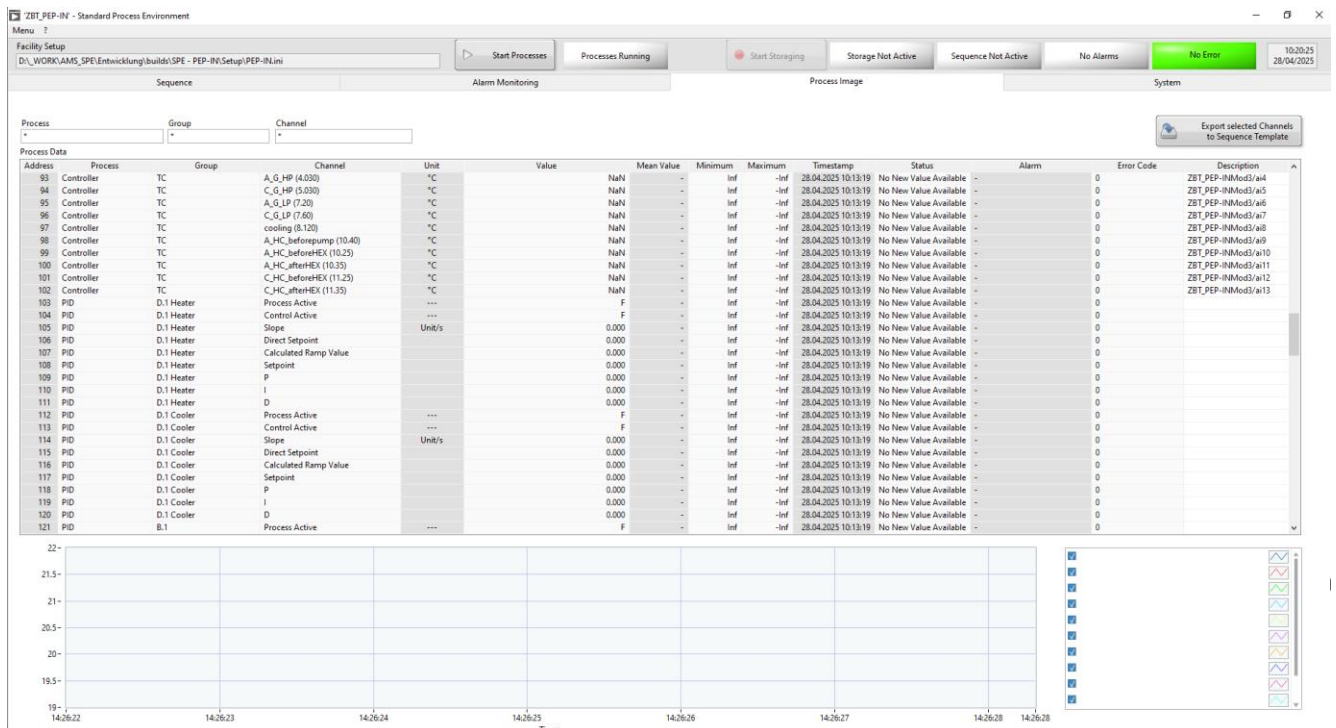 'ZBT_PEP-IN' - Standard Process Environment
Menu ?
Facility Setup
D:\_WORK\AMS_SPE\Entwicklung\builds\SPE - PEP-IN\Setup\PEP-IN.ini
Start Processes Processes Running Start Storaging Storage Not Active Sequence Not Active No Alarms No Error 10:20:25
28/04/2025
Sequence Alarm Monitoring Process Image System
Process Group Channel
* * *
Export selected Channels
to Sequence Template
Process Data
Address Process Group Channel Unit Value Mean Value Minimum Maximum Timestamp Status Alarm Error Code Description
93 Controller TC A_G_HP (4.030) °C NaN - Inf -Inf 28.04.2025 10:13:19 No New Value Available - 0 ZBT_PEP-INMod3/ai4
94 Controller TC C_G_HP (5.030) °C NaN - Inf -Inf 28.04.2025 10:13:19 No New Value Available - 0 ZBT_PEP-INMod3/ai5
95 Controller TC A_G_LP (7.20) °C NaN - Inf -Inf 28.04.2025 10:13:19 No New Value Available - 0 ZBT_PEP-INMod3/ai6
96 Controller TC C_G_LP (7.60) °C NaN - Inf -Inf 28.04.2025 10:13:19 No New Value Available - 0 ZBT_PEP-INMod3/ai7
97 Controller TC cooling (8.120) °C NaN - Inf -Inf 28.04.2025 10:13:19 No New Value Available - 0 ZBT_PEP-INMod3/ai8
98 Controller TC A_HC_beforepump (10.40) °C NaN - Inf -Inf 28.04.2025 10:13:19 No New Value Available - 0 ZBT_PEP-INMod3/ai9
99 Controller TC A_HC_beforeHEX (10.25) °C NaN - Inf -Inf 28.04.2025 10:13:19 No New Value Available - 0 ZBT_PEP-INMod3/ai10
100 Controller TC A_HC_afterHEX (10.35) °C NaN - Inf -Inf 28.04.2025 10:13:19 No New Value Available - 0 ZBT_PEP-INMod3/ai11
101 Controller TC C_HC_beforeHEX (11.25) °C NaN - Inf -Inf 28.04.2025 10:13:19 No New Value Available - 0 ZBT_PEP-INMod3/ai12
102 Controller TC C_HC_afterHEX (11.35) °C NaN - Inf -Inf 28.04.2025 10:13:19 No New Value Available - 0 ZBT_PEP-INMod3/ai13
103 PID D.1 Heater Process Active --- F - Inf -Inf 28.04.2025 10:13:19 No New Value Available - 0
104 PID D.1 Heater Control Active --- F - Inf -Inf 28.04.2025 10:13:19 No New Value Available - 0
105 PID D.1 Heater Slope Unit/s 0.000 - Inf -Inf 28.04.2025 10:13:19 No New Value Available - 0
106 PID D.1 Heater Direct Setpoint 0.000 - Inf -Inf 28.04.2025 10:13:19 No New Value Available - 0
107 PID D.1 Heater Calculated Ramp Value 0.000 - Inf -Inf 28.04.2025 10:13:19 No New Value Available - 0
108 PID D.1 Heater Setpoint 0.000 - Inf -Inf 28.04.2025 10:13:19 No New Value Available - 0
109 PID D.1 Heater P 0.000 - Inf -Inf 28.04.2025 10:13:19 No New Value Available - 0
110 PID D.1 Heater I 0.000 - Inf -Inf 28.04.2025 10:13:19 No New Value Available - 0
111 PID D.1 Heater D 0.000 - Inf -Inf 28.04.2025 10:13:19 No New Value Available - 0
112 PID D.1 Cooler Process Active --- F - Inf -Inf 28.04.2025 10:13:19 No New Value Available - 0
113 PID D.1 Cooler Control Active --- F - Inf -Inf 28.04.2025 10:13:19 No New Value Available - 0
114 PID D.1 Cooler Slope Unit/s 0.000 - Inf -Inf 28.04.2025 10:13:19 No New Value Available - 0
115 PID D.1 Cooler Direct Setpoint 0.000 - Inf -Inf 28.04.2025 10:13:19 No New Value Available - 0
116 PID D.1 Cooler Calculated Ramp Value 0.000 - Inf -Inf 28.04.2025 10:13:19 No New Value Available - 0
117 PID D.1 Cooler Setpoint 0.000 - Inf -Inf 28.04.2025 10:13:19 No New Value Available - 0
118 PID D.1 Cooler P 0.000 - Inf -Inf 28.04.2025 10:13:19 No New Value Available - 0
119 PID D.1 Cooler I 0.000 - Inf -Inf 28.04.2025 10:13:19 No New Value Available - 0
120 PID D.1 Cooler D 0.000 - Inf -Inf 28.04.2025 10:13:19 No New Value Available - 0
121 PID B.1 Process Active --- F - Inf -Inf 28.04.2025 10:13:19 No New Value Available - 0
22
21.5
21
20.5
20
19.5
19
14:26:22 14:26:23 14:26:24 14:26:25 14:26:26 14:26:27 14:26:28 14:26:28